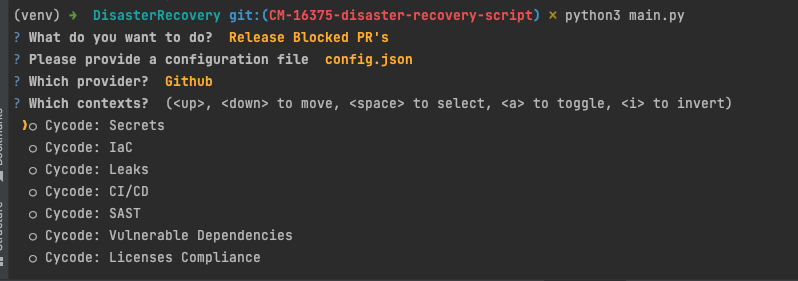 (venv) ➜ DisasterRecovery git:(CM-16375-disaster-recovery-script) ✗ python3 main.py
? What do you want to do? Release Blocked PR's
? Please provide a configuration file config.json
? Which provider? Github
? Which contexts? (<up>, <down> to move, <space> to select, <a> to toggle, <i> to invert)
❯○ Cycode: Secrets
○ Cycode: IaC
○ Cycode: Leaks
○ Cycode: CI/CD
○ Cycode: SAST
○ Cycode: Vulnerable Dependencies
○ Cycode: Licenses Compliance